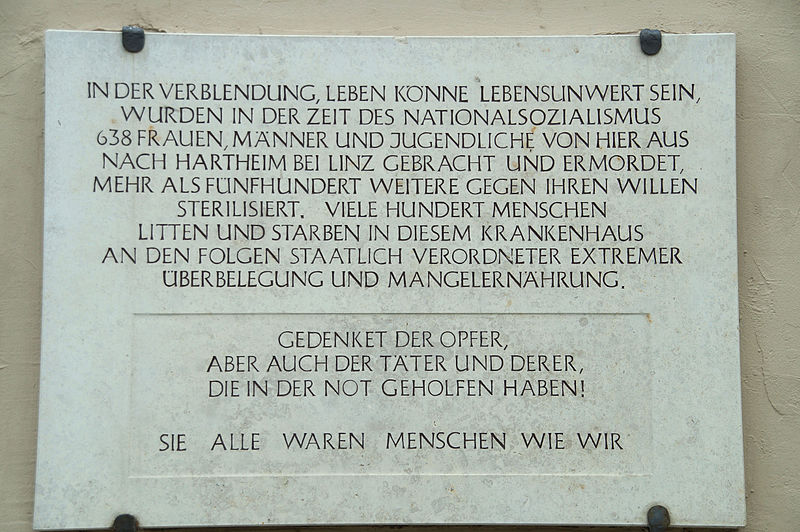 IN DER VERBLENDUNG, LEBEN KÖNNE LEBENSUNWERT SEIN,
WURDEN IN DER ZEIT DES NATIONALSOZIALISMUS
638 FRAUEN, MÄNNER UND JUGENDLICHE VON HIER AUS
NACH HARTHEIM BEI LINZ GEBRACHT UND ERMORDET,
MEHR ALS FÜNFHUNDERT WEITERE GEGEN IHREN WILLEN
STERILISIERT. VIELE HUNDERT MENSCHEN
LITTEN UND STARBEN IN DIESEM KRANKENHAUS
AN DEN FOLGEN STAATLICH VERORDNETER EXTREMER
ÜBERBELEGUNG UND MANGELERNÄHRUNG.
GEDENKET DER OPFER,
ABER AUCH DER TÄTER UND DERER,
DIE IN DER NOT GEHOLFEN HABEN!
SIE ALLE WAREN MENSCHEN WIE WIR